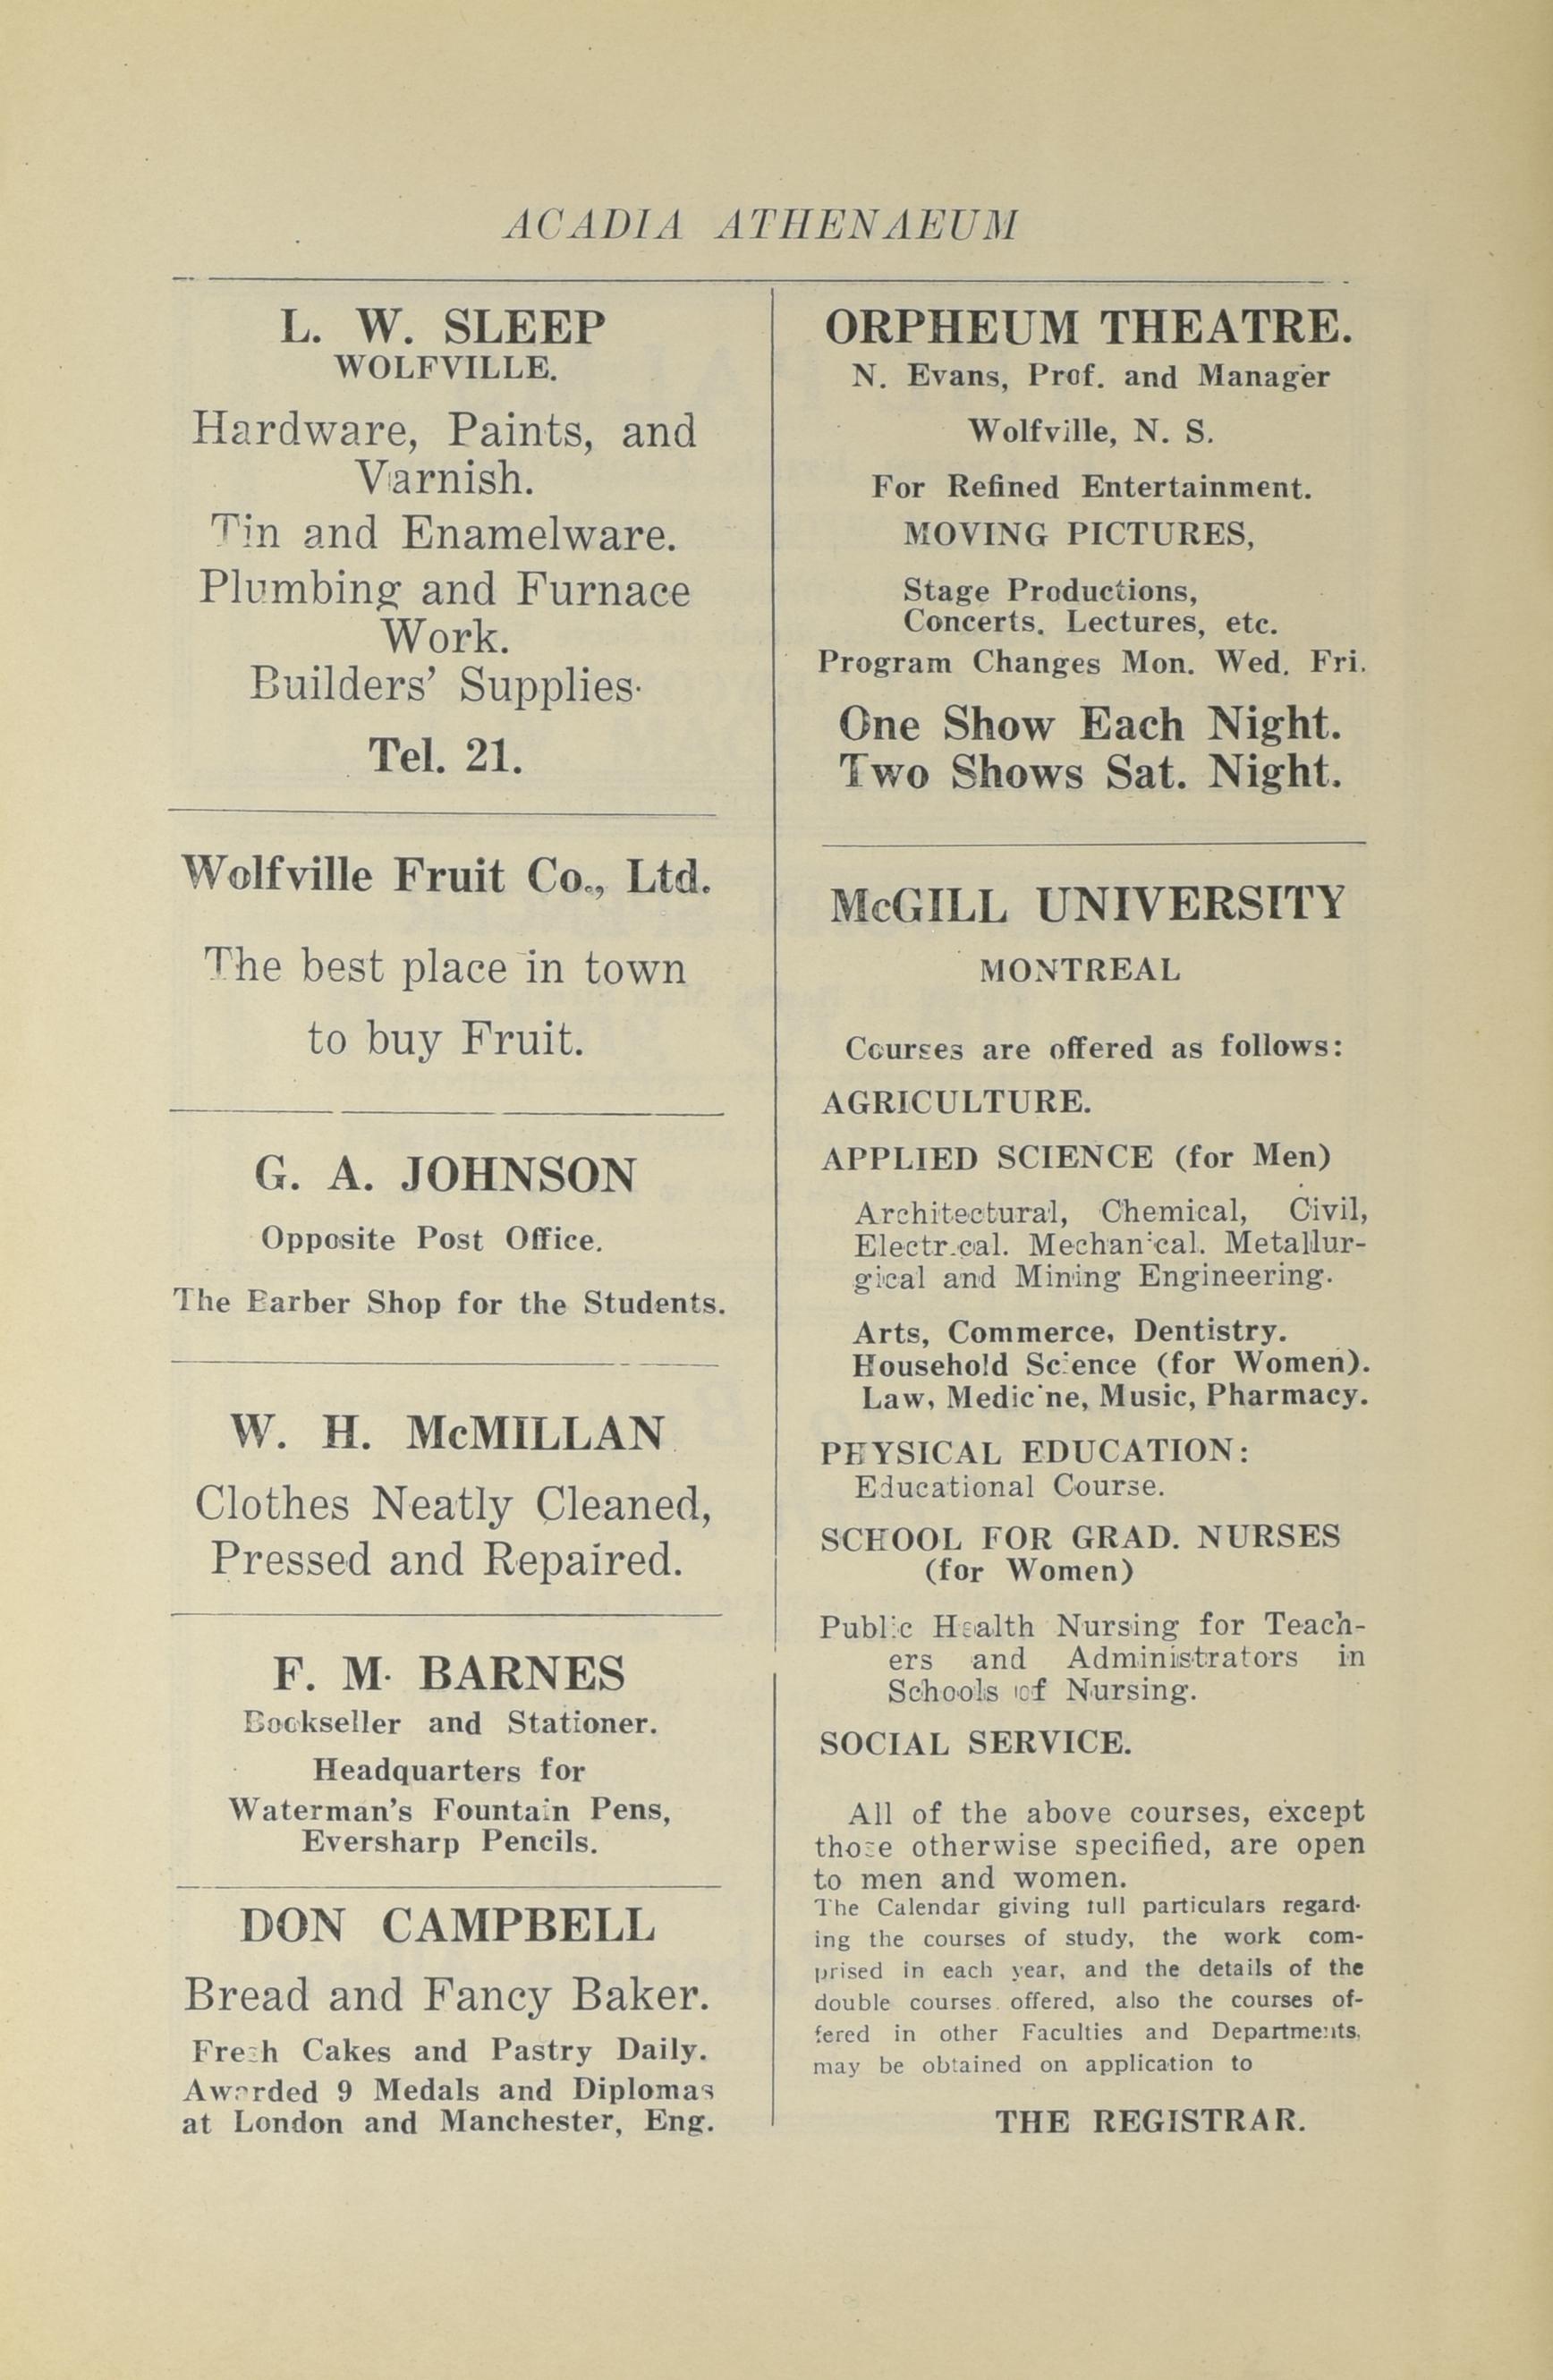 ACADIA ATHENAEUM
L. W. SLEEP
WOLFVILLE.
Hardware, Paints, and
Varnish.
Tin and Enamelware.
Plumbing and Furnace
Work.
Builders' Supplies.
Tel. 21.
Wolfville Fruit Co., Ltd.
The best place in town
to buy Fruit.
G. A. JOHNSON
Opposite Post Office.
The Barber Shop for the Students.
W. H. McMILLAN
Clothes Neatly Cleaned,
Pressed and Repaired.
F. M. BARNES
Bookseller and Stationer.
Headquarters for
Waterman's Fountain Pens,
Eversharp Pencils.
DON CAMPBELL
Bread and Fancy Baker.
Fresh Cakes and Pastry Daily.
Awarded 9 Medals and Diplomas
at London and Manchester, Eng.
ORPHEUM THEATRE.
N. Evans, Prof. and Manager
Wolfville, N. S.
For Refined Entertainment.
MOVING PICTURES,
Stage Productions,
Concerts. Lectures, etc.
Program Changes Mon. Wed. Fri.
One Show Each Night.
Two Shows Sat. Night.
McGILL UNIVERSITY
MONTREAL
Courses are offered as follows:
AGRICULTURE.
APPLIED SCIENCE (for Men)
Architectural, Chemical, Civil,
Electrical. Mechanical. Metallur-
gical and Mining Engineering.
Arts, Commerce, Dentistry.
Household Science (for Women).
Law, Medicine, Music, Pharmacy.
PHYSICAL EDUCATION:
Educational Course.
SCHOOL FOR GRAD. NURSES
(for Women)
Public Health Nursing for Teach-
ers and Administrators in
Schools of Nursing.
SOCIAL SERVICE.
All of the above courses, except
those otherwise specified, are open
to men and women.
The Calendar giving full particulars regard-
ing the courses of study, the work com-
prised in each year, and the details of the
double courses offered, also the courses of-
fered in other Faculties and Departments,
may be obtained on application to
THE REGISTRAR.